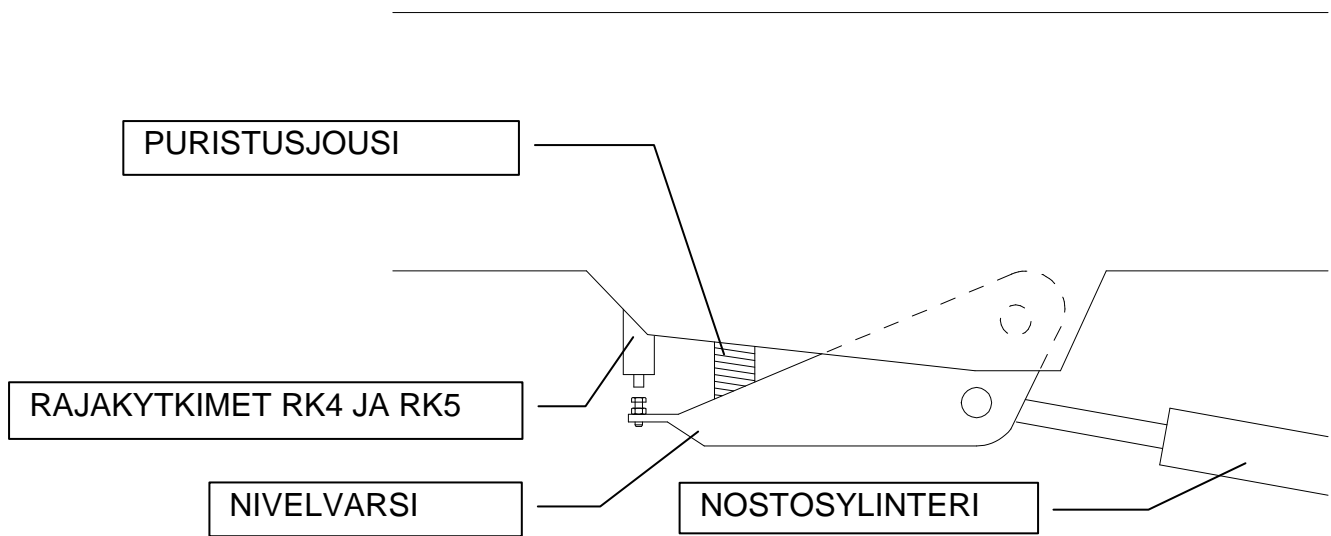 PURISTUSJOUSI
RAJAKYTKIMET RK4 JA RK5
NIVELVARSI
NOSTOSYLINTERI